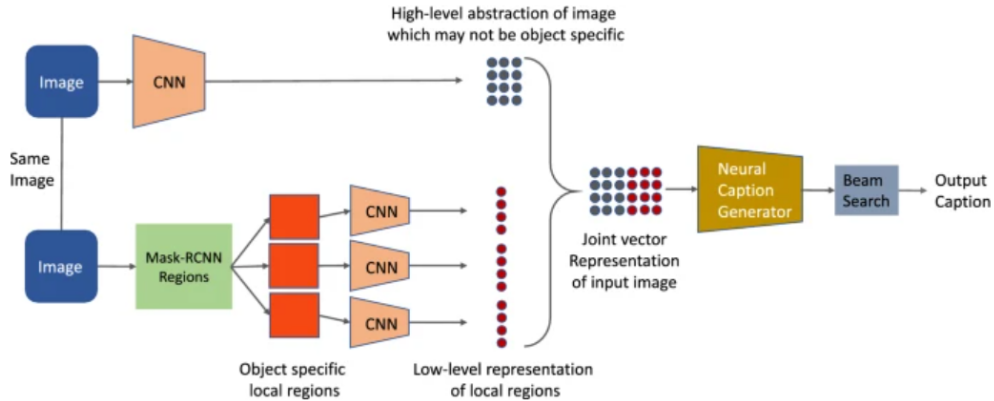 High-level abstraction of image
which may not be object specific
Image
CNN
Same
Image
Neural
Caption
Generator
Beam
Search
Output
Caption
CNN
Joint vector
Representation
of input image
Image
Mask-RCNN
Regions
CNN
CNN
Object specific
local regions
Low-level representation
of local regions